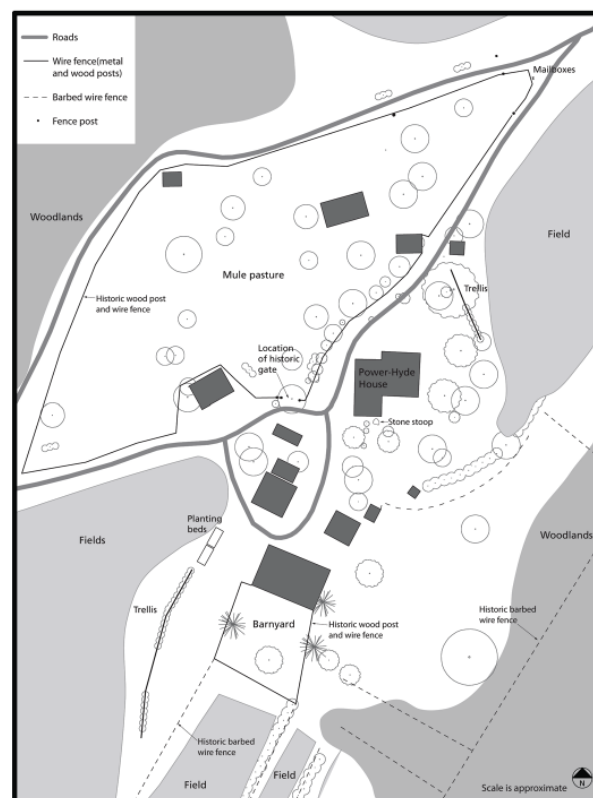 Roads
Wire fence(metal
and wood posts)
Barbed wire fence
Fence post
Mailboxes
Woodlands
Field
Mule pasture
Trellis
Historic wood post
and wire fence
Location
of historic
gate
Power-Hyde
House
Stone stoop
Planting
beds
Fields
Woodlands
Trellis
Barnyard
Historic wood post
and wire fence
Historic barbed
wire fence
Historic barbed
wire fence
Field
Field
Scale is approximate
N